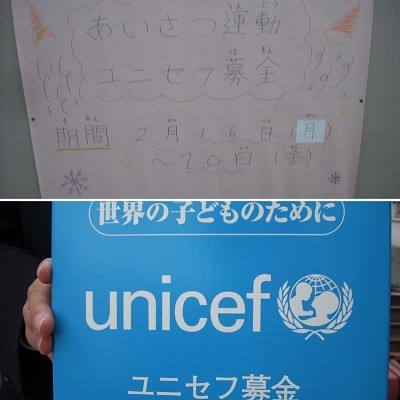 あいさつ運動
ユニセフ募金
期間 2月16日(月)
～20日(金)
世界の子どものために
unicef
ユニセフ募金